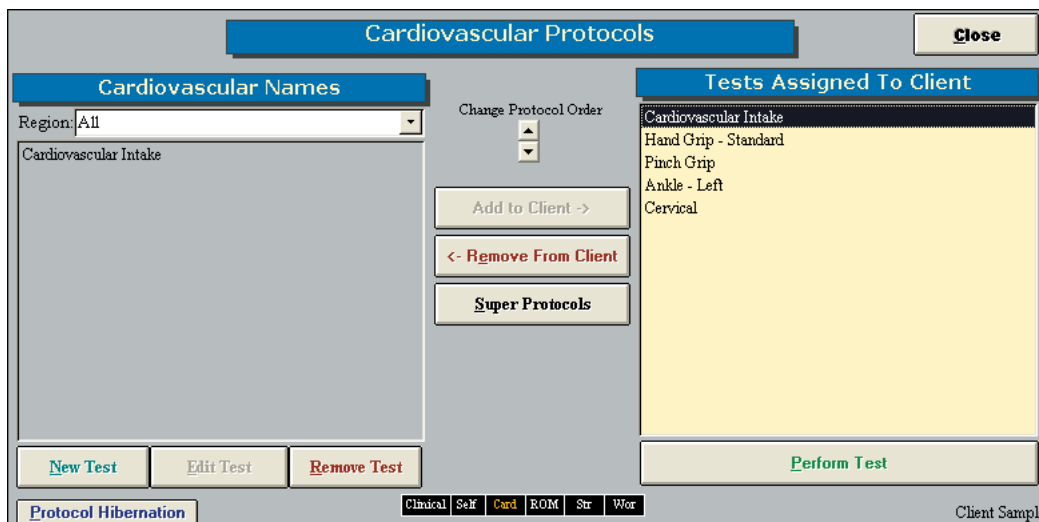 Cardiovascular Protocols
Close
Cardiovascular Names
Region: All
Cardiovascular Intake
New Test
Edit Test
Remove Test
Protocol Hibernation
Change Protocol Order
Add to Client ->
<- Remove From Client
Super Protocols
Tests Assigned To Client
Cardiovascular Intake
Hand Grip - Standard
Pinch Grip
Ankle - Left
Cervical
Perform Test
Clinical Self Card ROM Str Wor
Client Sampl